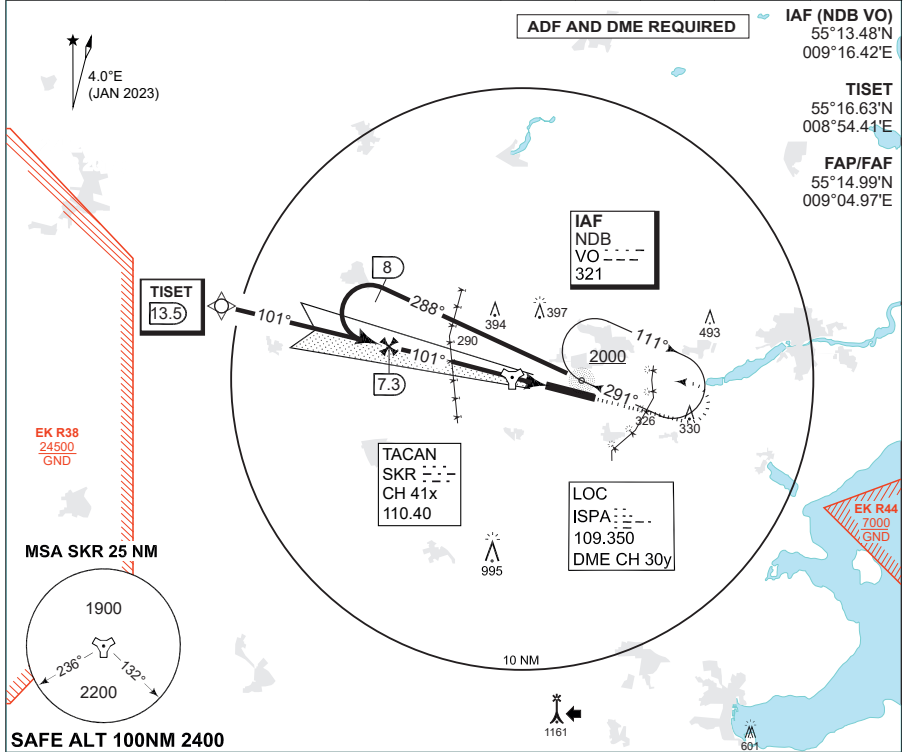 ADF AND DME REQUIRED
IAF (NDB VO)
55°13.48'N
009°16.42'E
TISET
55°16.63'N
008°54.41'E
FAP/FAF
55°14.99'N
009°04.97'E
4.0°E
(JAN 2023)
IAF
NDB
VO
321
TISET
13.5
8
101°
288°
290
394
397
493
2000
111°
101°
7.3
291°
326
330
EK R38
24500
GND
TACAN
SKR
CH 41x
110.40
LOC
ISPA
109.350
DME CH 30y
EK R44
7000
GND
995
MSA SKR 25 NM
1900
236°
132°
2200
10 NM
1161
601
SAFE ALT 100NM 2400